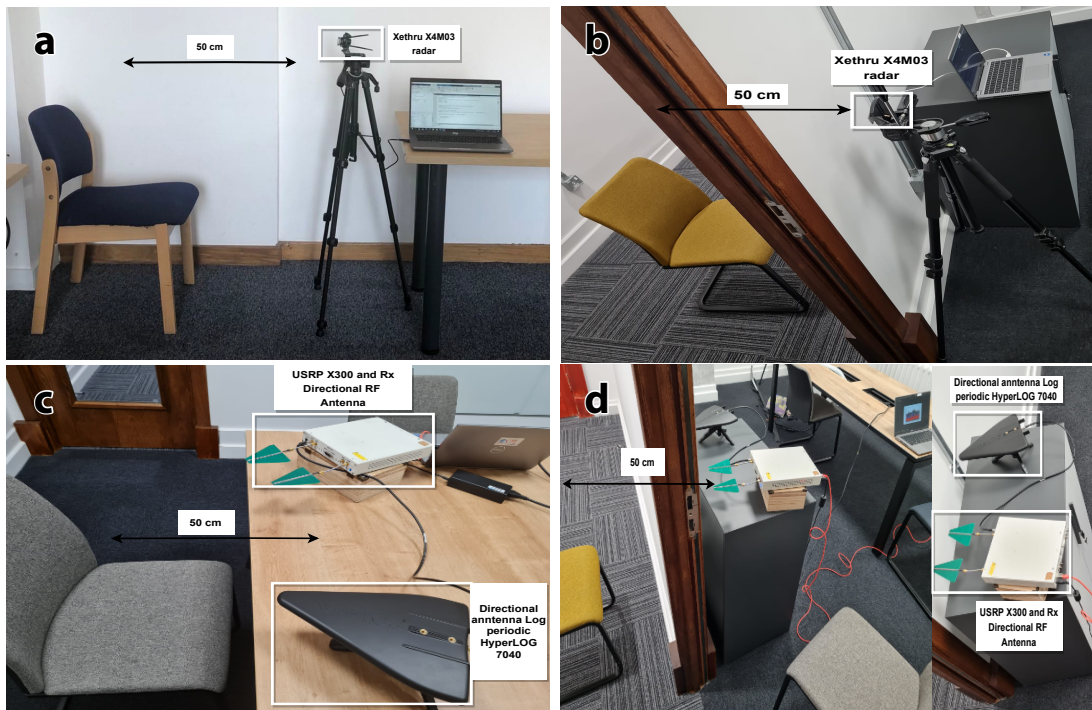 a
50 cm
Xethru X4M03
radar
b
Xethru X4M03
radar
50 cm
c
USRP X300 and Rx
Directional RF
Antenna
50 cm
Directional
anntenna Log
periodic
HyperLOG
7040
d
50 cm
Directional anntenna Log
periodic HyperLOG 7040
USRP X300 and Rx
Directional RF
Antenna